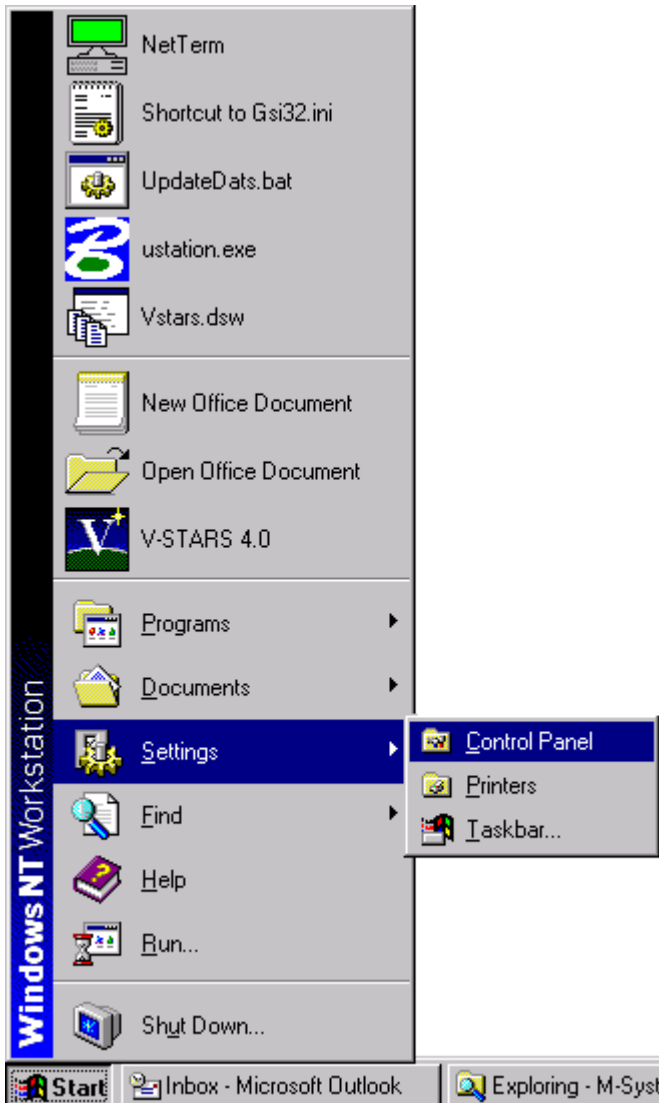 NetTerm
Shortcut to Gsi32.ini
UpdateDats.bat
ustation.exe
Vstars.dsw
New Office Document
Open Office Document
V-STARS 4.0
Programs
Documents
Settings
Control Panel
Printers
Taskbar...
Find
Help
Run...
Shut Down...
Windows NT Workstation
Start
Inbox - Microsoft Outlook
Exploring - M-Syst